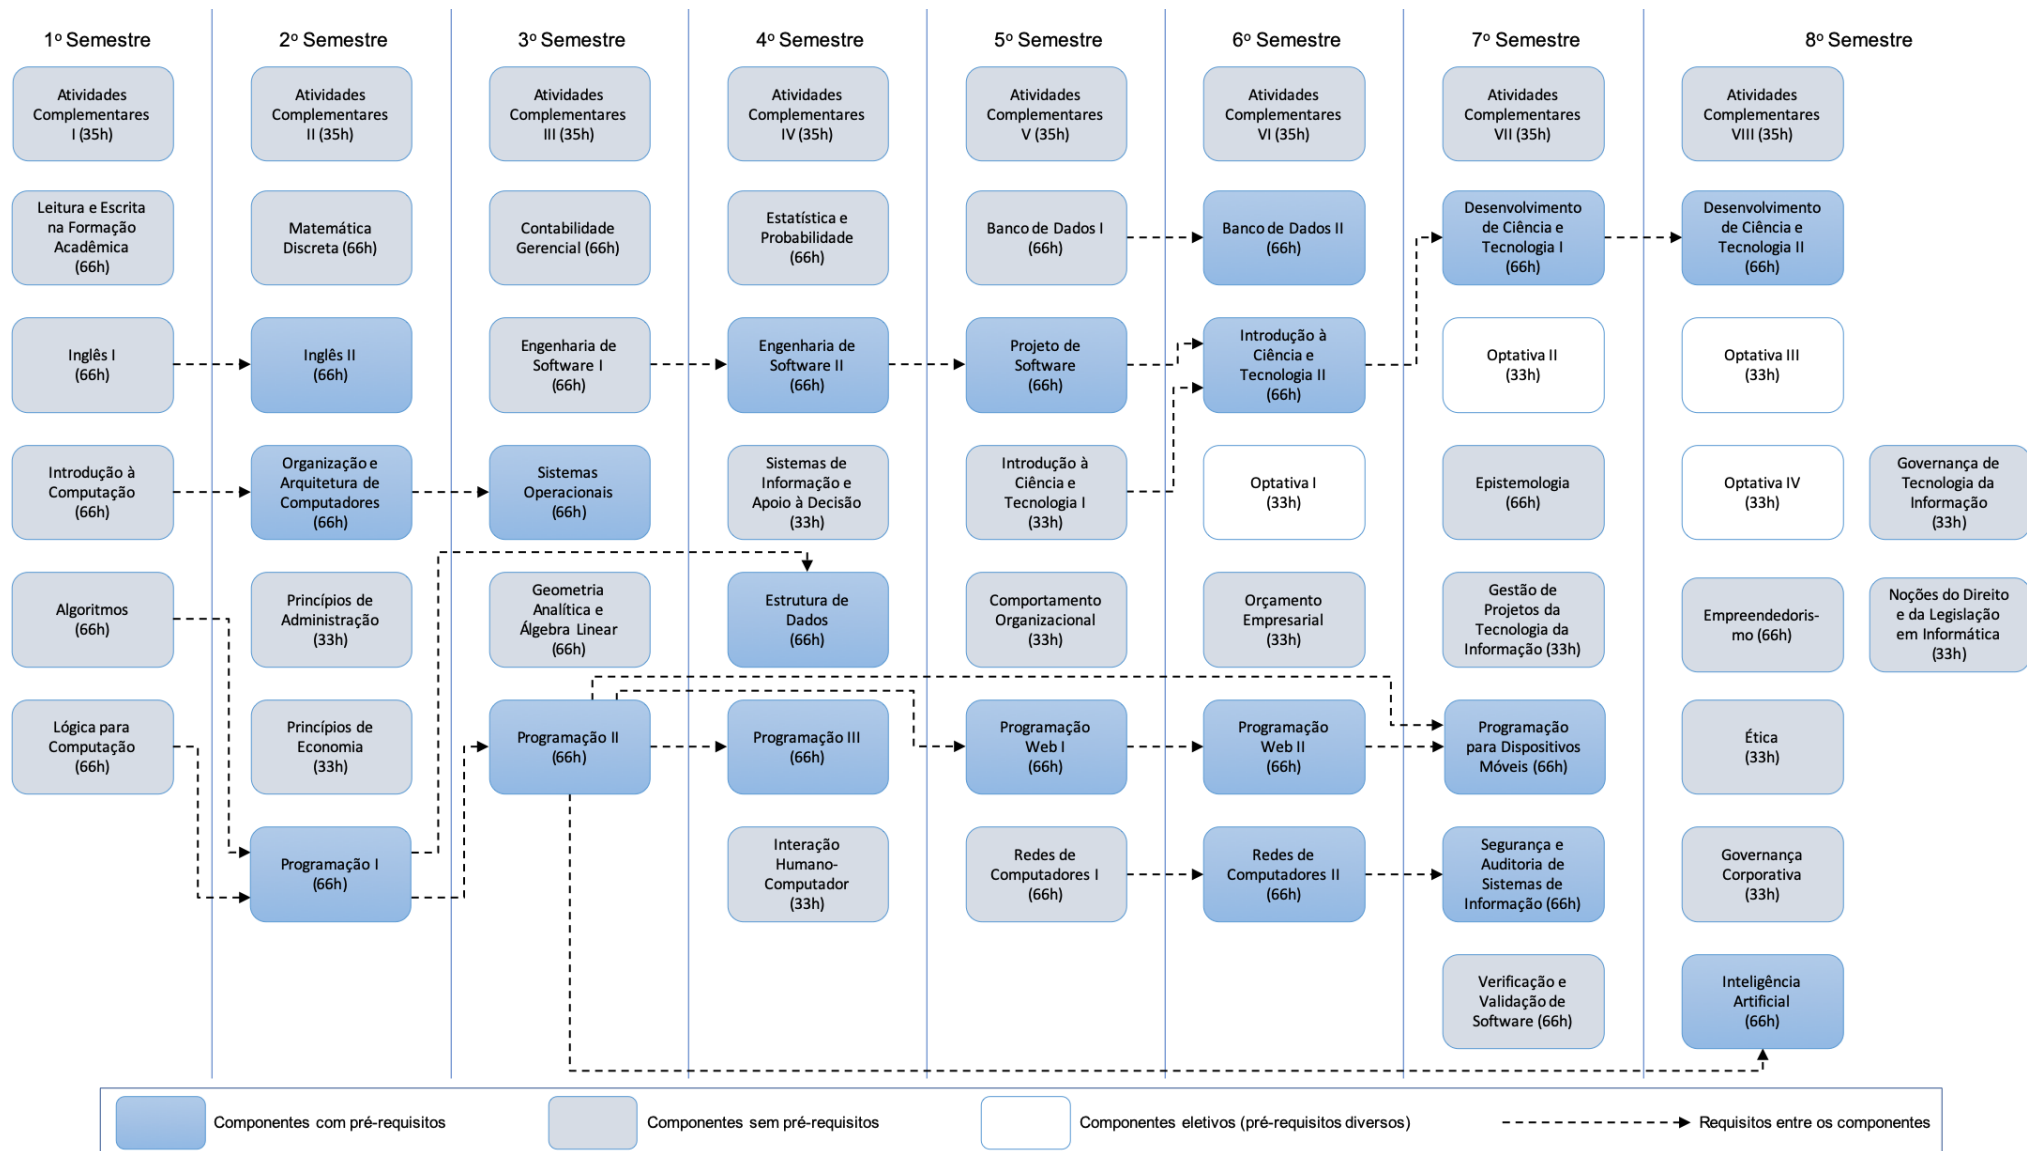 1º Semestre
2º Semestre
3º Semestre
4º Semestre
5º Semestre
6º Semestre
7º Semestre
8º Semestre
Atividades
Complementares
I (35h)
Atividades
Complementares
II (35h)
Atividades
Complementares
III (35h)
Atividades
Complementares
IV (35h)
Atividades
Complementares
V (35h)
Atividades
Complementares
VI (35h)
Atividades
Complementares
VII (35h)
Atividades
Complementares
VIII (35h)
Leitura e Escrita
na Formação
Acadêmica
(66h)
Matemática
Discreta (66h)
Contabilidade
Gerencial (66h)
Estatística e
Probabilidade
(66h)
Banco de Dados I
(66h)
Banco de Dados II
(66h)
Desenvolvimento
de Ciência e
Tecnologia I
(66h)
Desenvolvimento
de Ciência e
Tecnologia II
(66h)
Inglês I
(66h)
Inglês II
(66h)
Engenharia de
Software I
(66h)
Engenharia de
Software II
(66h)
Projeto de
Software
(66h)
Introdução à
Ciência e
Tecnologia II
(66h)
Optativa II
(33h)
Optativa III
(33h)
Introdução à
Computação
(66h)
Organização e
Arquitetura de
Computadores
(66h)
Sistemas
Operacionais
(66h)
Sistemas de
Informação e
Apoio à Decisão
(33h)
Introdução à
Ciência e
Tecnologia I
(33h)
Optativa I
(33h)
Epistemologia
(66h)
Optativa IV
(33h)
Governança de
Tecnologia da
Informação
(33h)
Algoritmos
(66h)
Princípios de
Administração
(33h)
Geometria
Analítica e
Álgebra Linear
(66h)
Estrutura de
Dados
(66h)
Comportamento
Organizacional
(33h)
Orçamento
Empresarial
(33h)
Gestão de
Projetos da
Tecnologia da
Informação (33h)
Empreendedoris-
mo (66h)
Noções do Direito
e da Legislação
em Informática
(33h)
Lógica para
Computação
(66h)
Princípios de
Economia
(33h)
Programação II
(66h)
Programação III
(66h)
Programação
Web I
(66h)
Programação
Web II
(66h)
Programação
para Dispositivos
Móveis (66h)
Ética
(33h)
Programação I
(66h)
Interação
Humano-
Computador
(33h)
Redes de
Computadores I
(66h)
Redes de
Computadores II
(66h)
Segurança e
Auditoria de
Sistemas de
Informação (66h)
Governança
Corporativa
(33h)
Verificação e
Validação de
Software (66h)
Inteligência
Artificial
(66h)
Componentes com pré-requisitos
Componentes sem pré-requisitos
Componentes eletivos (pré-requisitos diversos)
Requisitos entre os componentes